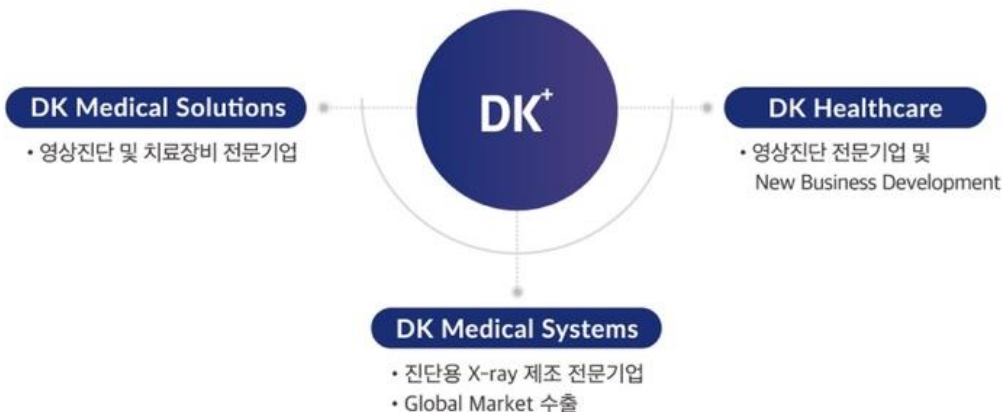 DK+
DK Medical Solutions
• 영상진단 및 치료장비 전문기업
DK Healthcare
• 영상진단 전문기업 및
New Business Development
DK Medical Systems
• 진단용 X-ray 제조 전문기업
• Global Market 수출